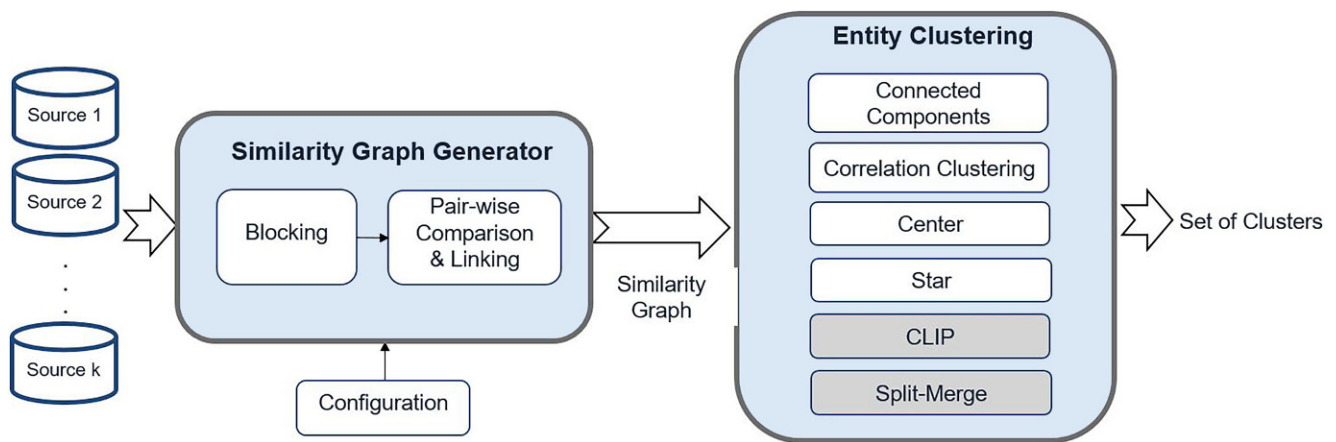 Source 1
Source 2
.
.
.
Source k
Similarity Graph Generator
Blocking
Pair-wise
Comparison
& Linking
Configuration
Similarity
Graph
Entity Clustering
Connected
Components
Correlation Clustering
Center
Star
CLIP
Split-Merge
Set of Clusters